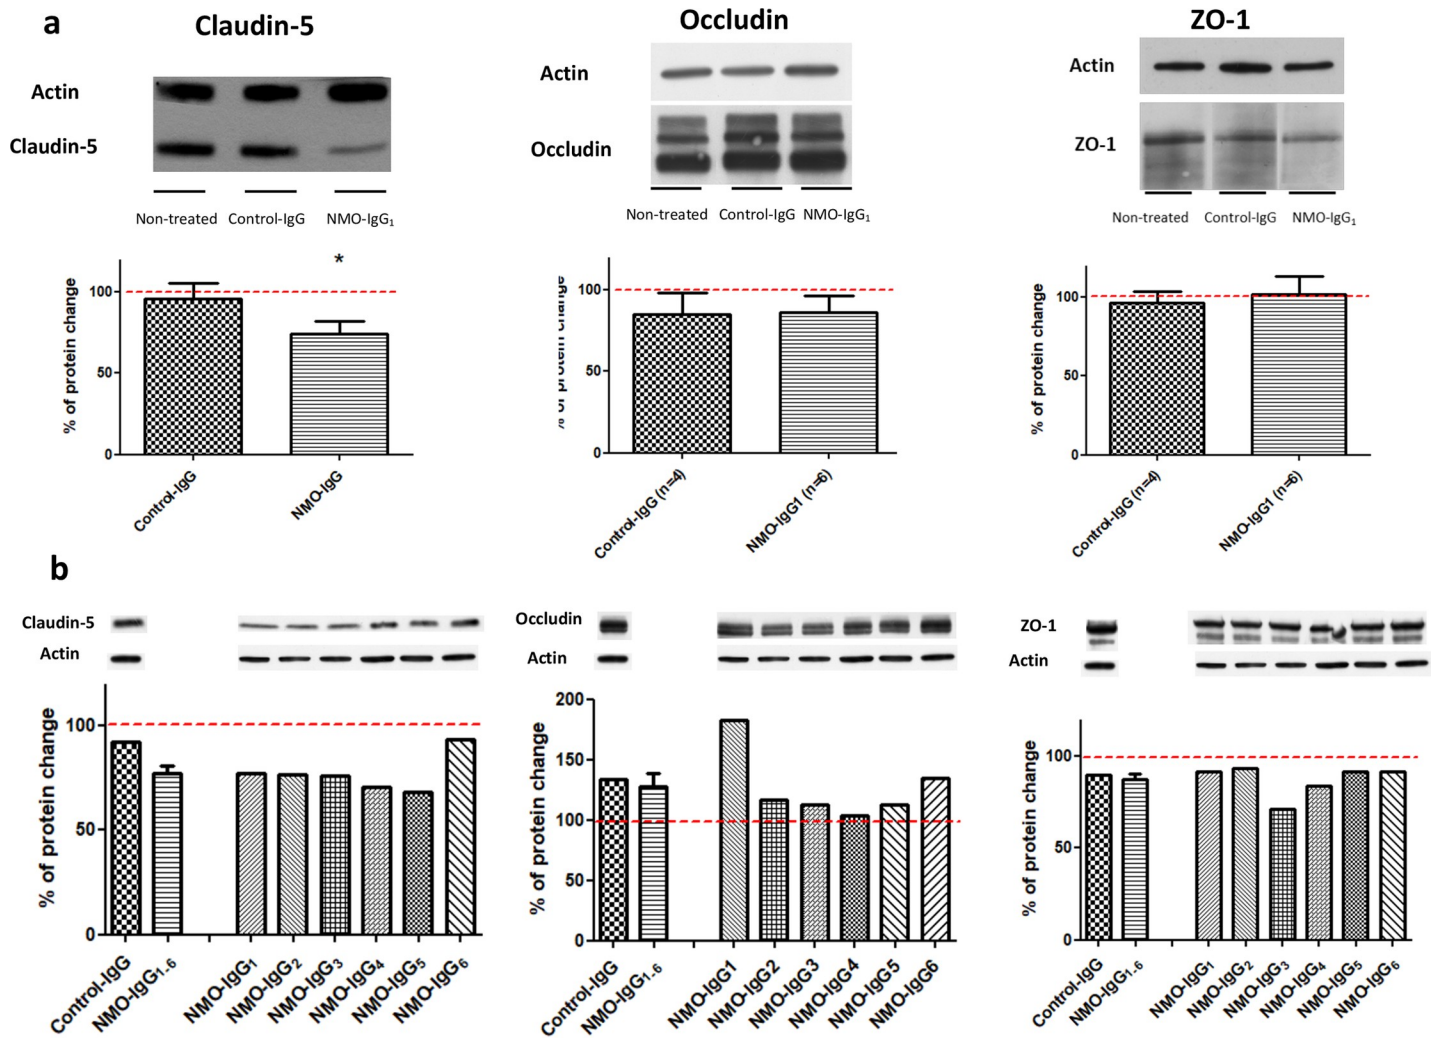 a
Claudin-5
Actin
Claudin-5
Non-treated Control-IgG NMO-IgG₁
% of protein change
100
50
0
*
Control-IgG
NMO-IgG
Occludin
Actin
Occludin
Non-treated Control-IgG NMO-IgG₁
% of protein change
100
50
0
Control-IgG (n=4)
NMO-IgG1 (n=6)
ZO-1
Actin
ZO-1
Non-treated Control-IgG NMO-IgG₁
% of protein change
100
50
0
Control-IgG (n=4)
NMO-IgG1 (n=6)
b
Claudin-5
Actin
% of protein change
100
50
0
Control-IgG
NMO-IgG₁₋₆
NMO-IgG₁
NMO-IgG₂
NMO-IgG₃
NMO-IgG₄
NMO-IgG₅
NMO-IgG₆
Occludin
Actin
% of protein change
200
150
100
50
0
Control-IgG
NMO-IgG₁₋₆
NMO-IgG1
NMO-IgG2
NMO-IgG3
NMO-IgG4
NMO-IgG5
NMO-IgG6
ZO-1
Actin
% of protein change
100
50
0
Control-IgG
NMO-IgG₁₋₆
NMO-IgG₁
NMO-IgG₂
NMO-IgG₃
NMO-IgG₄
NMO-IgG₅
NMO-IgG₆